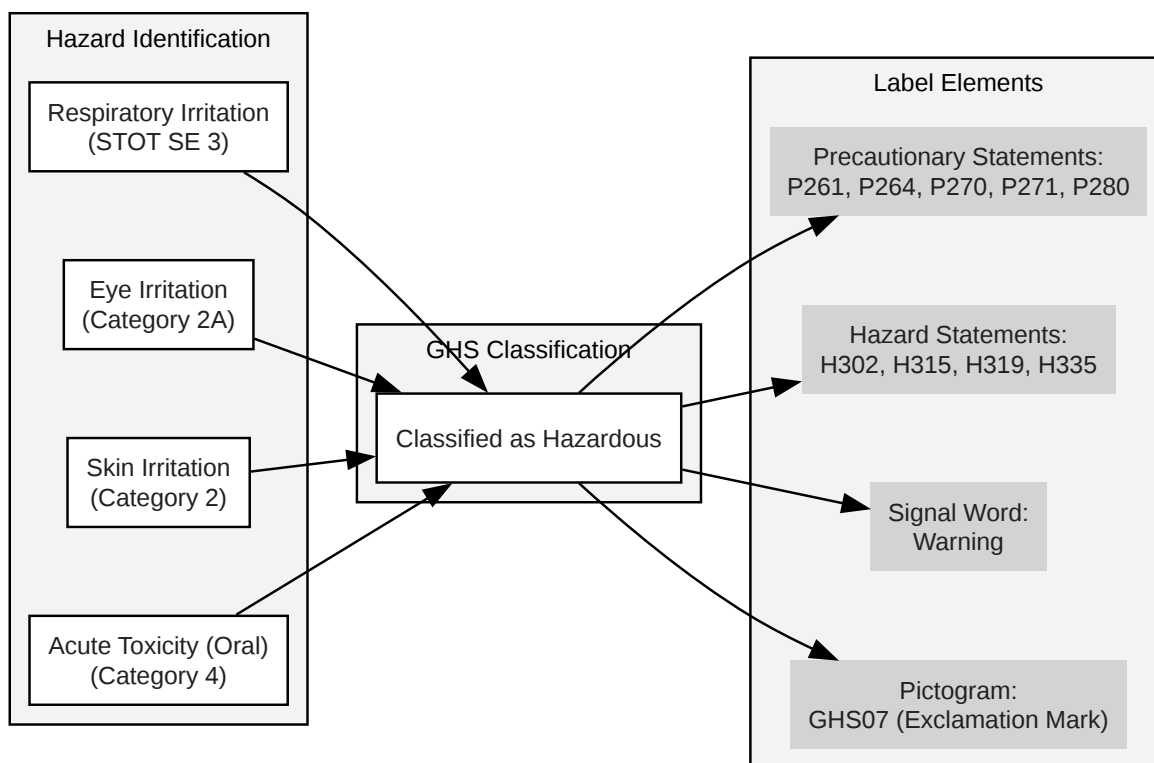 Hazard Identification
Respiratory Irritation
(STOT SE 3)
Eye Irritation
(Category 2A)
Skin Irritation
(Category 2)
Acute Toxicity (Oral)
(Category 4)
GHS Classification
Classified as Hazardous
Label Elements
Precautionary Statements:
P261, P264, P270, P271, P280
Hazard Statements:
H302, H315, H319, H335
Signal Word:
Warning
Pictogram:
GHS07 (Exclamation Mark)